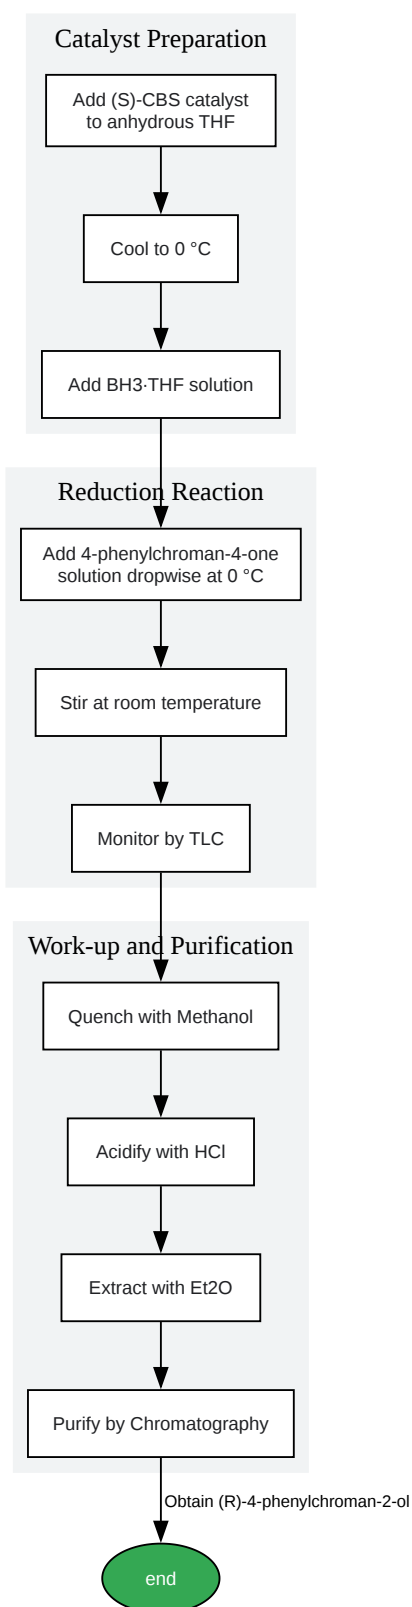 Catalyst Preparation
Add (S)-CBS catalyst
to anhydrous THF
Cool to 0 °C
Add BH3·THF solution
Reduction Reaction
Add 4-phenylchroman-4-one
solution dropwise at 0 °C
Stir at room temperature
Monitor by TLC
Work-up and Purification
Quench with Methanol
Acidify with HCl
Extract with Et2O
Purify by Chromatography
Obtain (R)-4-phenylchroman-2-ol
end